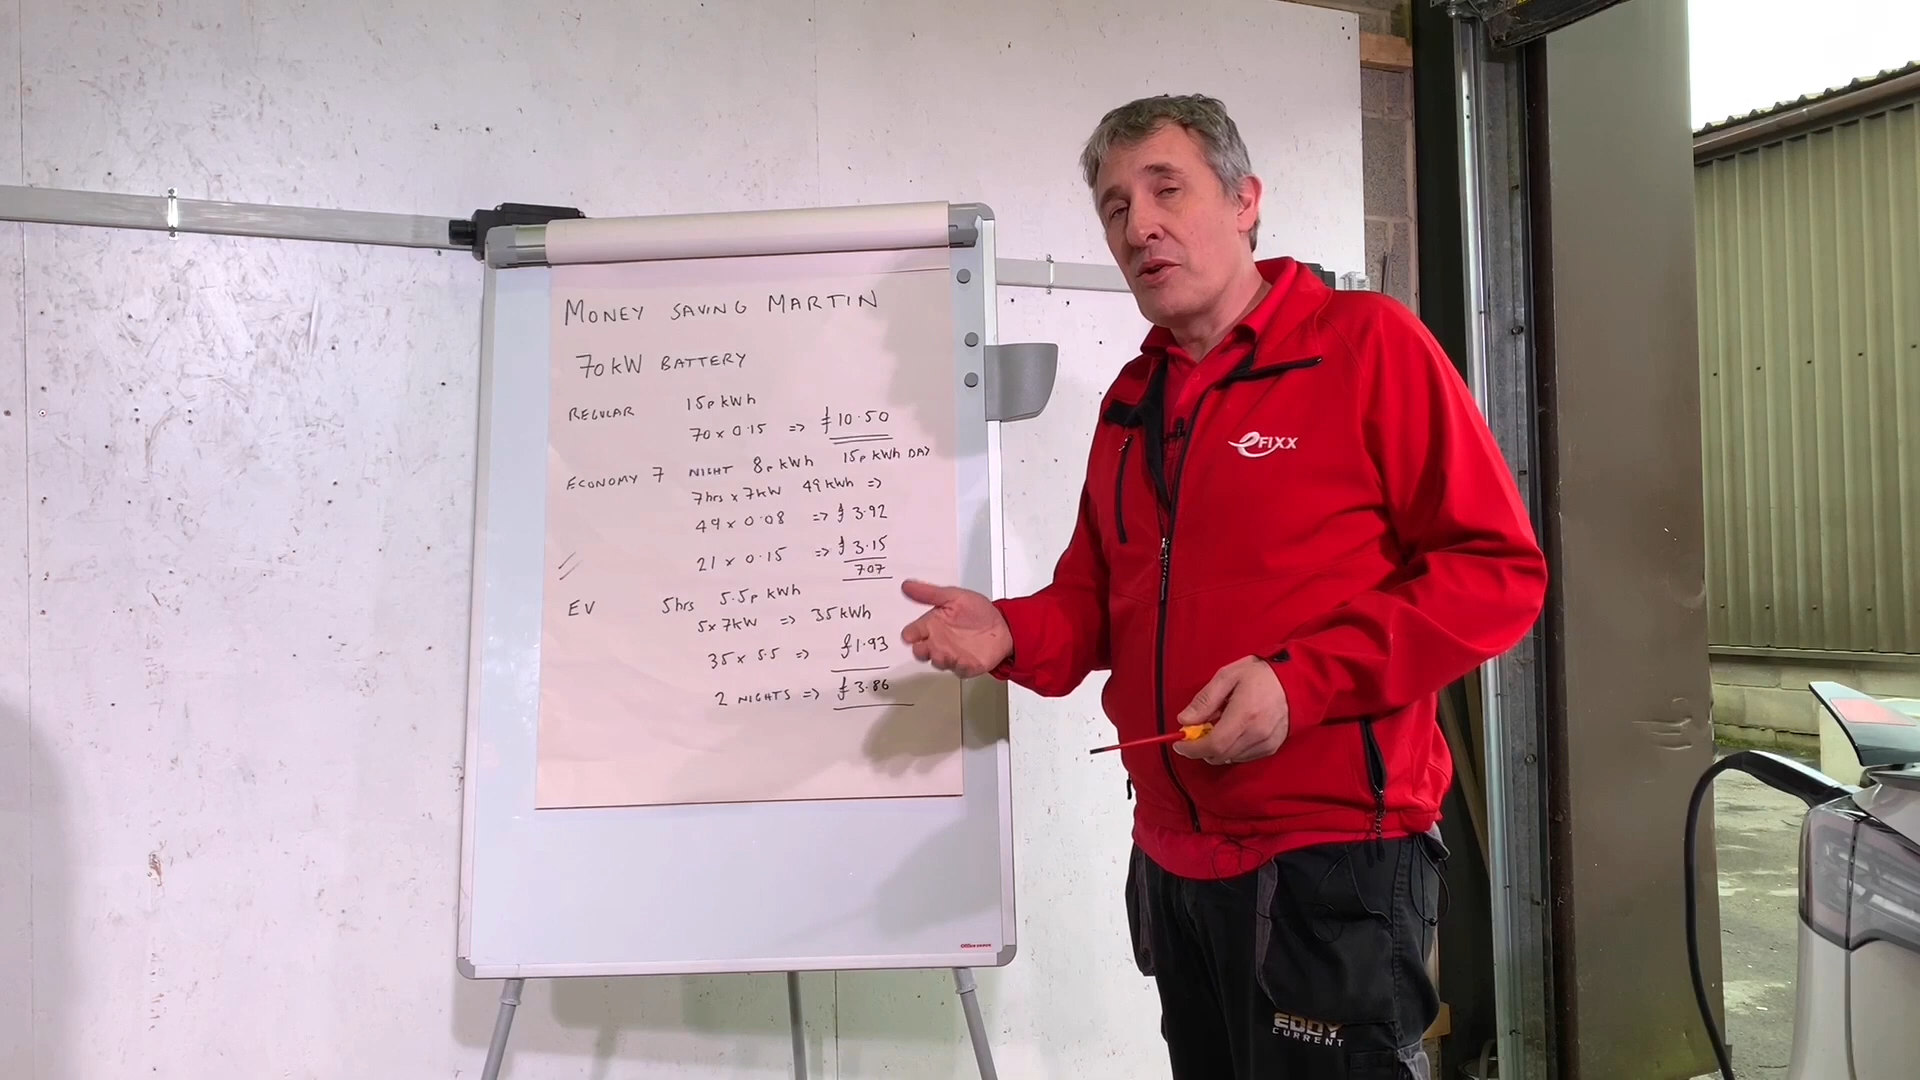 MONEY SAVING MARTIN
70kW BATTERY
REGULAR 15p kWh
70 x 0.15 => £10.50
ECONOMY 7 NIGHT 8p kWh 15p kWh DAY
7hrs x 7kW 49 kWh =>
49 x 0.08 => £3.92
21 x 0.15 => £3.15
7.07
EV 5hrs 5.5p kWh
5 x 7kW => 35 kWh
35 x 5.5 => £1.93
2 NIGHTS => £3.86
Office DEPOT
eFIXX
EDDY
CURRENT